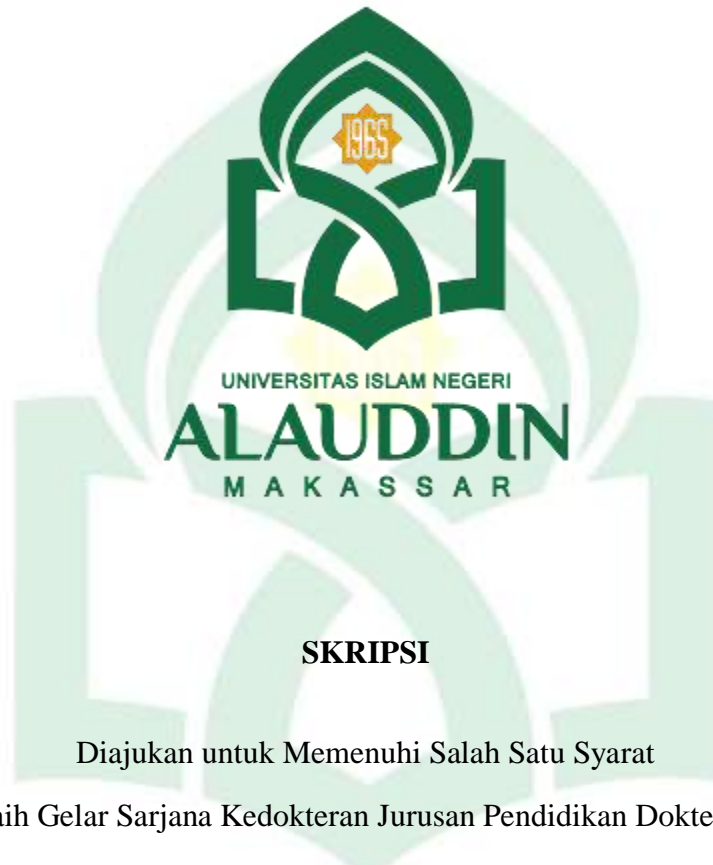 1965
UNIVERSITAS ISLAM NEGERI
ALAUDDIN
MAKASSAR
SKRIPSI
Diajukan untuk Memenuhi Salah Satu Syarat
Gelar Sarjana Kedokteran Jurusan Pendidikan